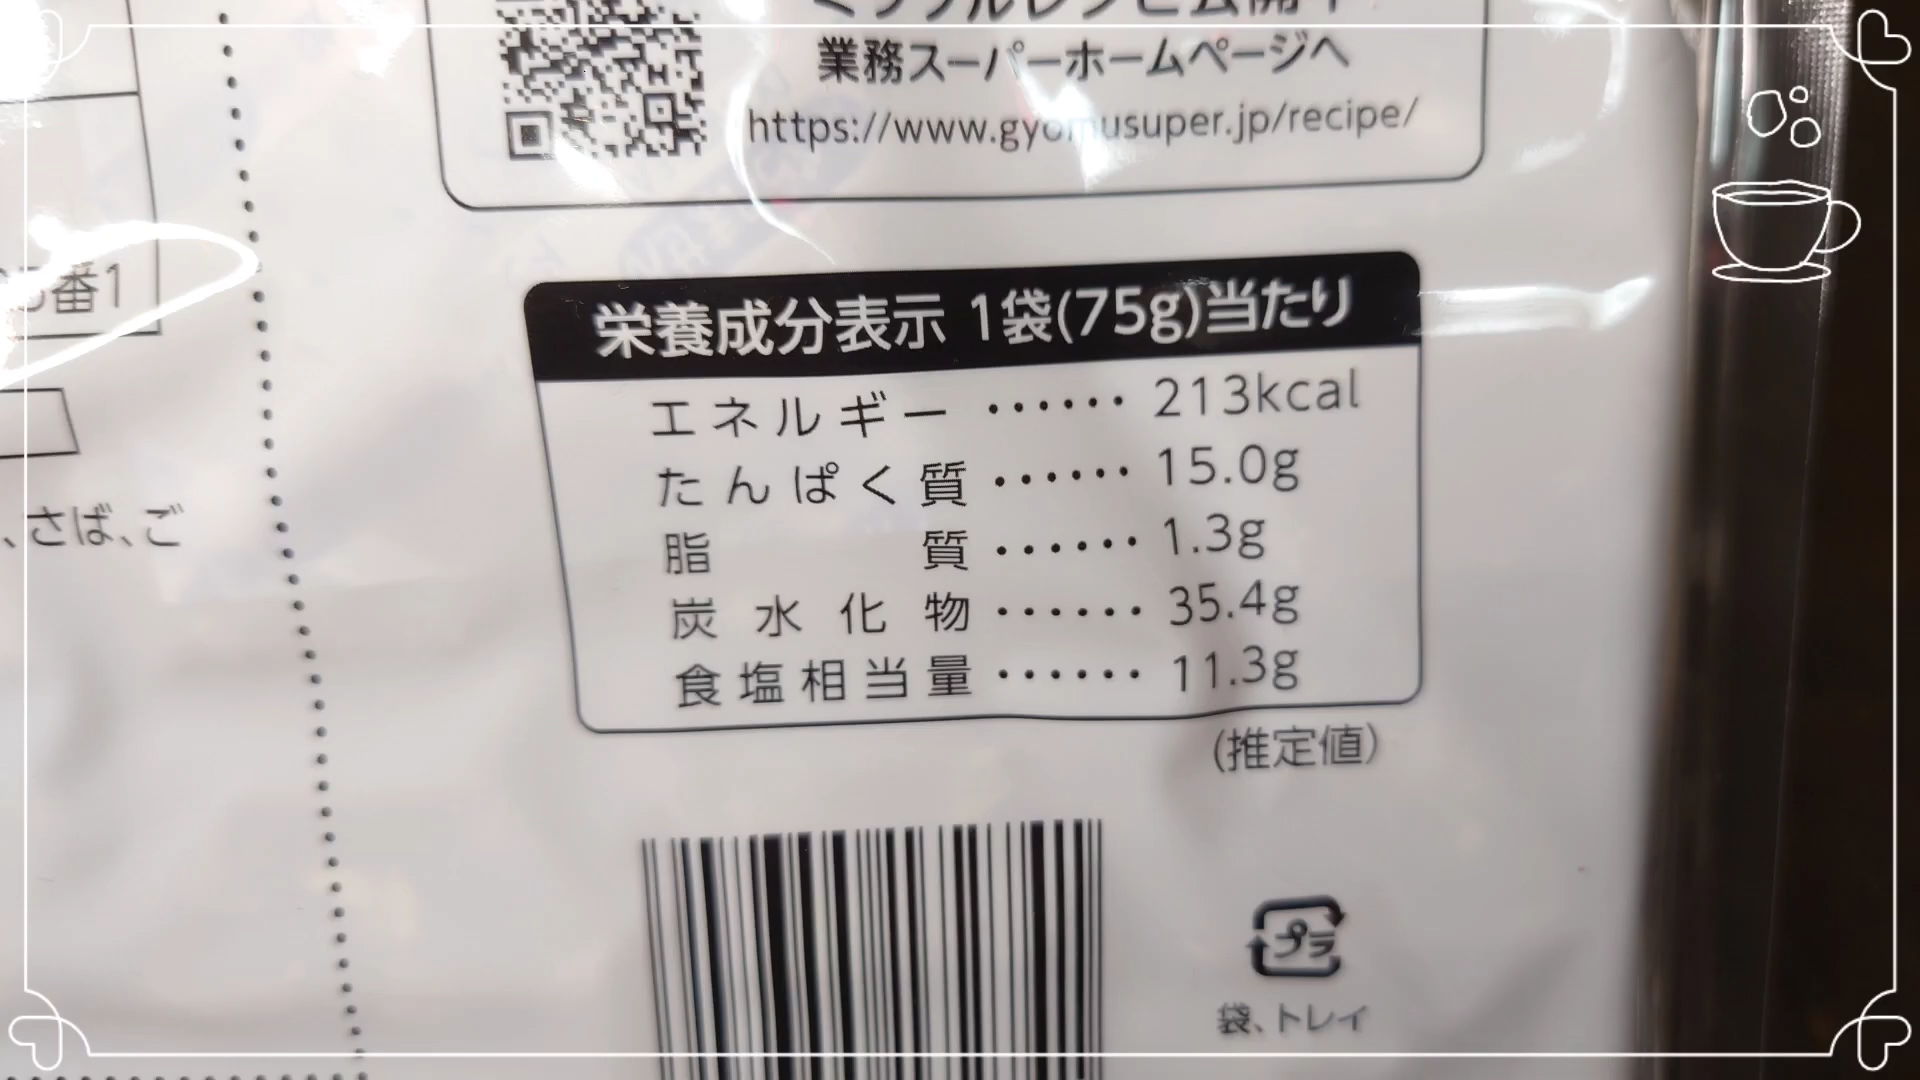 業務スーパーホームページへ
https://www.gyomusuper.jp/recipe/
番1
栄養成分表示 1袋(75g)当たり
エネルギー ‥‥‥ 213kcal
たんぱく質 ‥‥‥ 15.0g
脂質 ‥‥‥ 1.3g
炭水化物 ‥‥‥ 35.4g
食塩相当量 ‥‥‥ 11.3g
(推定値)
、さば、ご
プラ
袋、トレイ